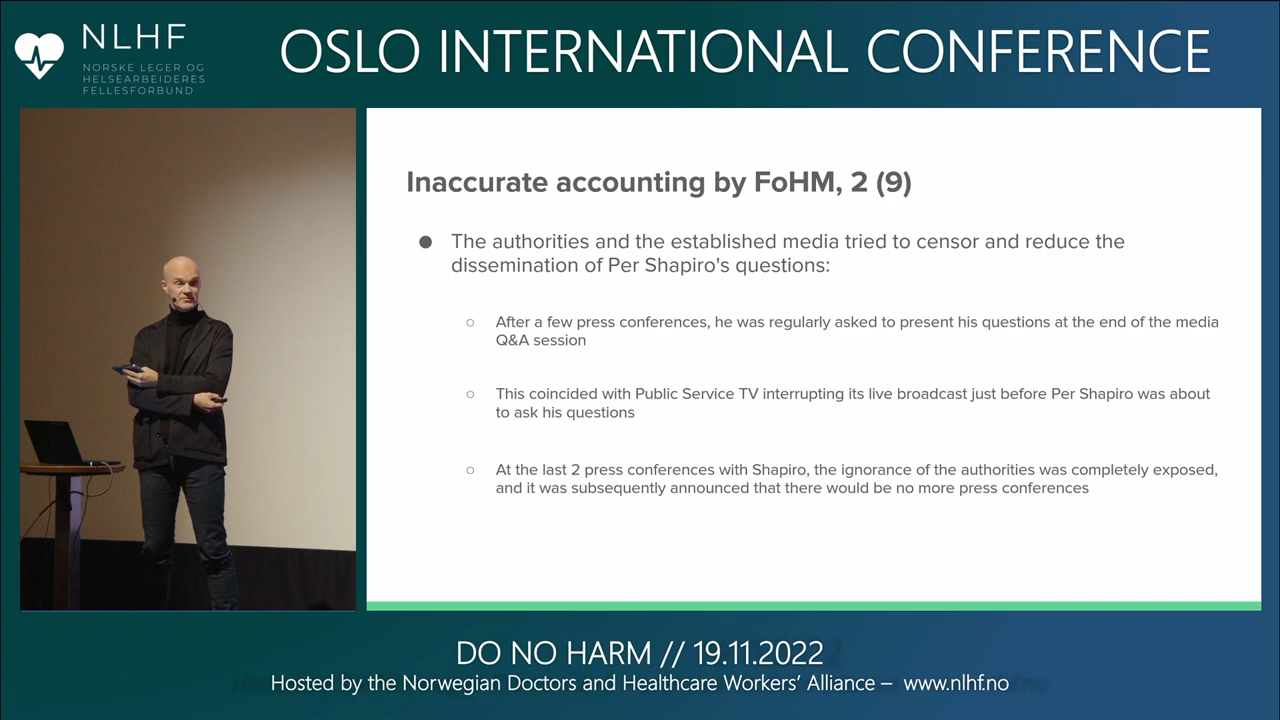 NLHF
NORSKE LEGER OG
HELSEARBEIDERES
FELLESFORBUND
OSLO INTERNATIONAL CONFERENCE
Inaccurate accounting by FoHM, 2 (9)
● The authorities and the established media tried to censor and reduce the
dissemination of Per Shapiro's questions:
○ After a few press conferences, he was regularly asked to present his questions at the end of the media
Q&A session
○ This coincided with Public Service TV interrupting its live broadcast just before Per Shapiro was about
to ask his questions
○ At the last 2 press conferences with Shapiro, the ignorance of the authorities was completely exposed,
and it was subsequently announced that there would be no more press conferences
DO NO HARM // 19.11.2022
Hosted by the Norwegian Doctors and Healthcare Workers' Alliance – www.nlhf.no